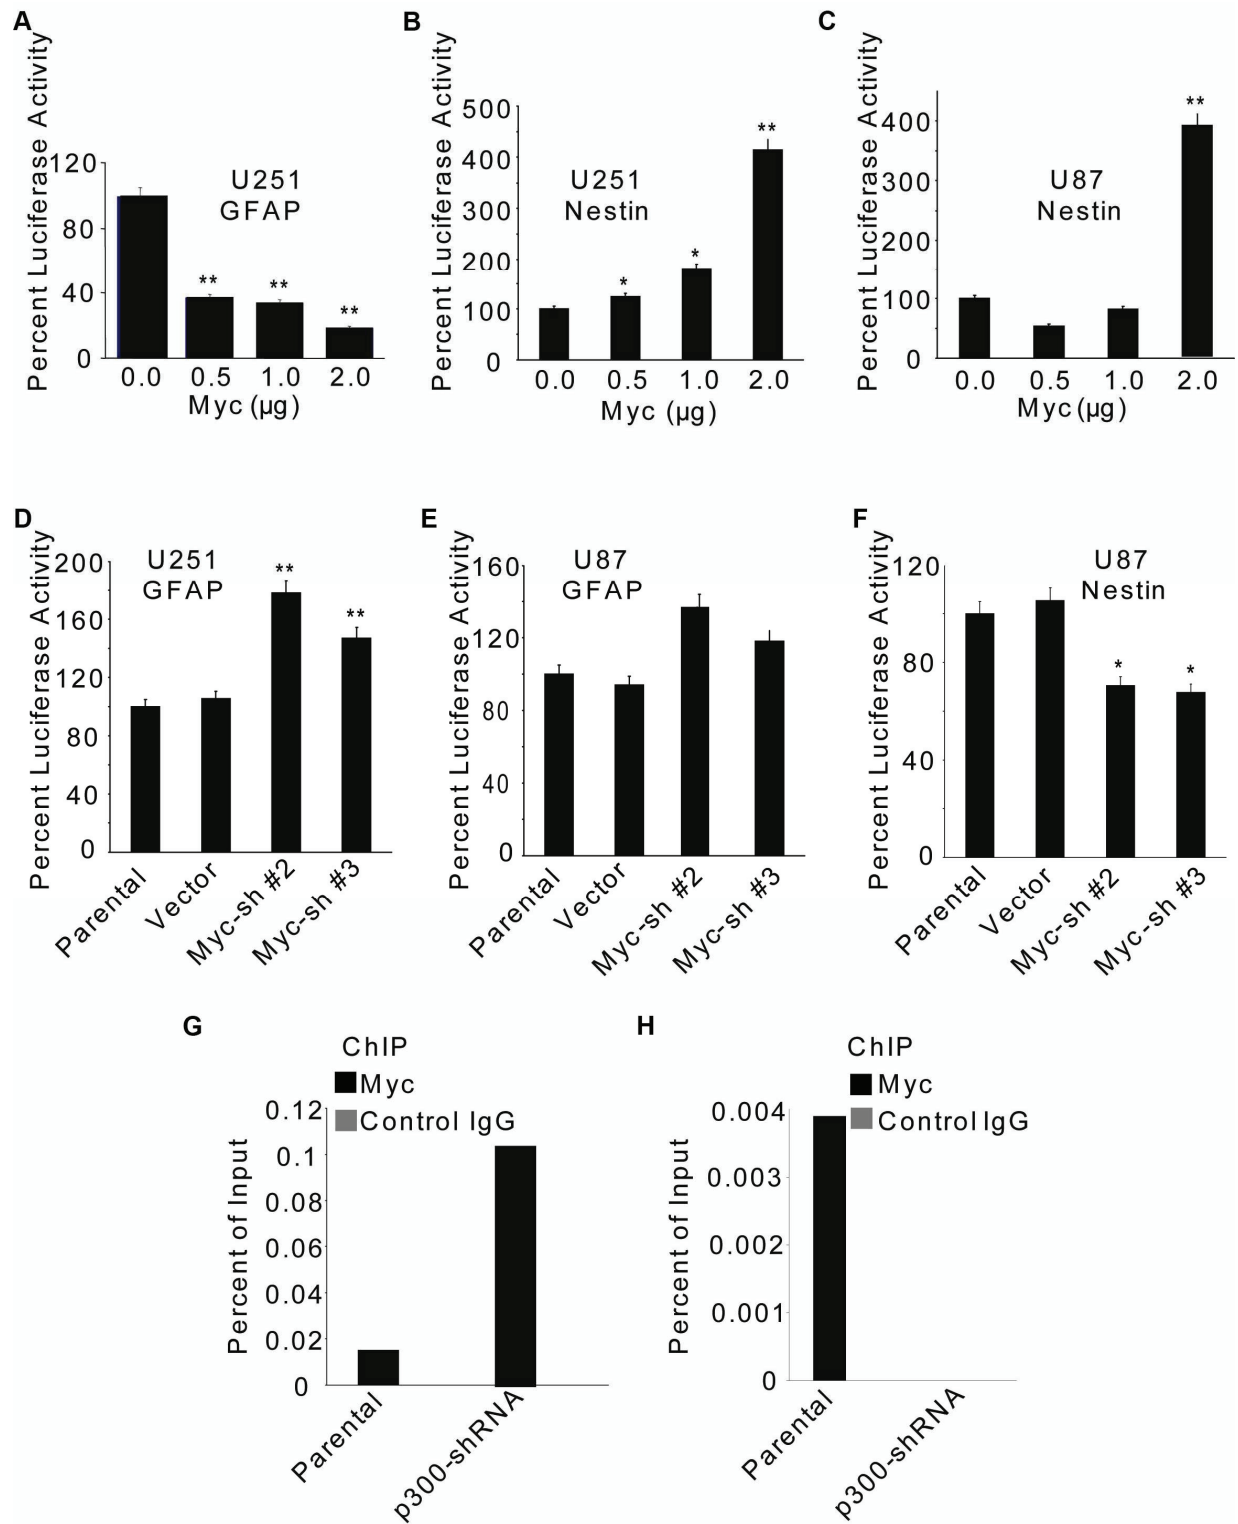 A
Percent Luciferase Activity
120
80
40
0
U251
GFAP
**
**
**
0.0 0.5 1.0 2.0
Myc (µg)
B
Percent Luciferase Activity
500
400
300
200
100
0
U251
Nestin
*
*
**
0.0 0.5 1.0 2.0
Myc (µg)
C
Percent Luciferase Activity
400
300
200
100
0
U87
Nestin
**
0.0 0.5 1.0 2.0
Myc (µg)
D
Percent Luciferase Activity
200
160
120
80
40
0
U251
GFAP
**
**
Parental
Vector
Myc-sh #2
Myc-sh #3
E
Percent Luciferase Activity
160
120
80
40
0
U87
GFAP
Parental
Vector
Myc-sh #2
Myc-sh #3
F
Percent Luciferase Activity
120
80
40
0
U87
Nestin
*
*
Parental
Vector
Myc-sh #2
Myc-sh #3
G
ChIP
Myc
Control IgG
Percent of Input
0.12
0.1
0.08
0.06
0.04
0.02
0
Parental
p300-shRNA
H
ChIP
Myc
Control IgG
Percent of Input
0.004
0.003
0.002
0.001
0
Parental
p300-shRNA